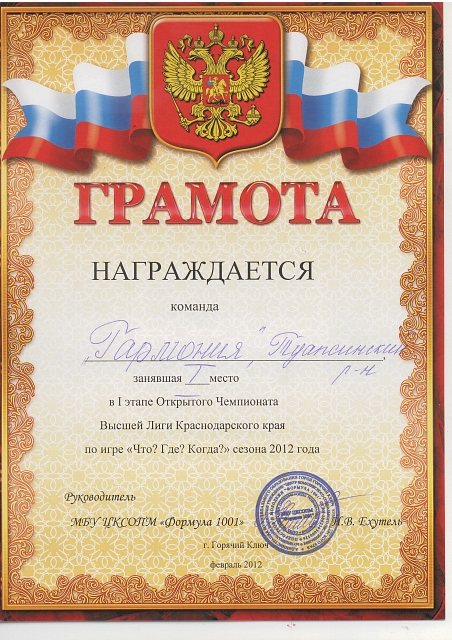 ГРАМОТА
НАГРАЖДАЕТСЯ
команда
„Гармония" Туапсинский
р-н
занявшая I место
в I этапе Открытого Чемпионата
Высшей Лиги Краснодарского края
по игре «Что? Где? Когда?» сезона 2012 года
Руководитель
МБУ ЦКСОПМ «Формула 1001» Н.В. Ехутель
г. Горячий Ключ
февраль 2012